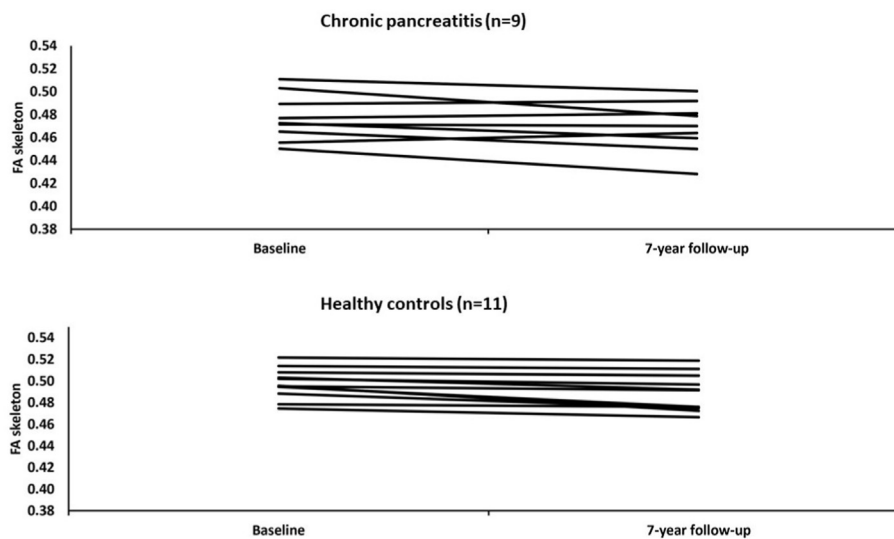 Chronic pancreatitis (n=9)
FA skeleton
0.54
0.52
0.50
0.48
0.46
0.44
0.42
0.40
0.38
Baseline
7-year follow-up
Healthy controls (n=11)
FA skeleton
0.54
0.52
0.50
0.48
0.46
0.44
0.42
0.40
0.38
Baseline
7-year follow-up